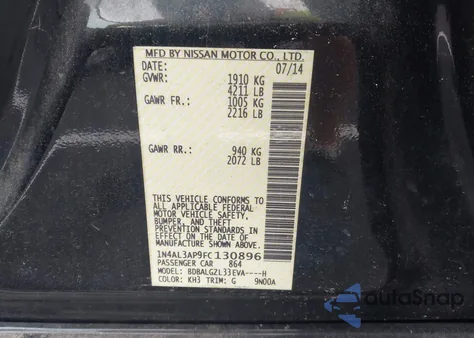 MFD BY NISSAN MOTOR CO., LTD.
DATE 07/14
GVWR: 1910 KG
4211 LB
GAWR FR: 1005 KG
2216 LB
GAWR RR: 940 KG
2072 LB
THIS VEHICLE CONFORMS TO
ALL APPLICABLE FEDERAL
MOTOR VEHICLE SAFETY,
BUMPER, AND THEFT
PREVENTION STANDARDS IN
EFFECT ON THE DATE OF
MANUFACTURE SHOWN ABOVE
1N4AL3AP9FC130896
PASSENGER CAR 864
MODEL: BDBALGZL33EVA----H
COLOR: KH3 TRIM: G 9N00A
AutoSnap